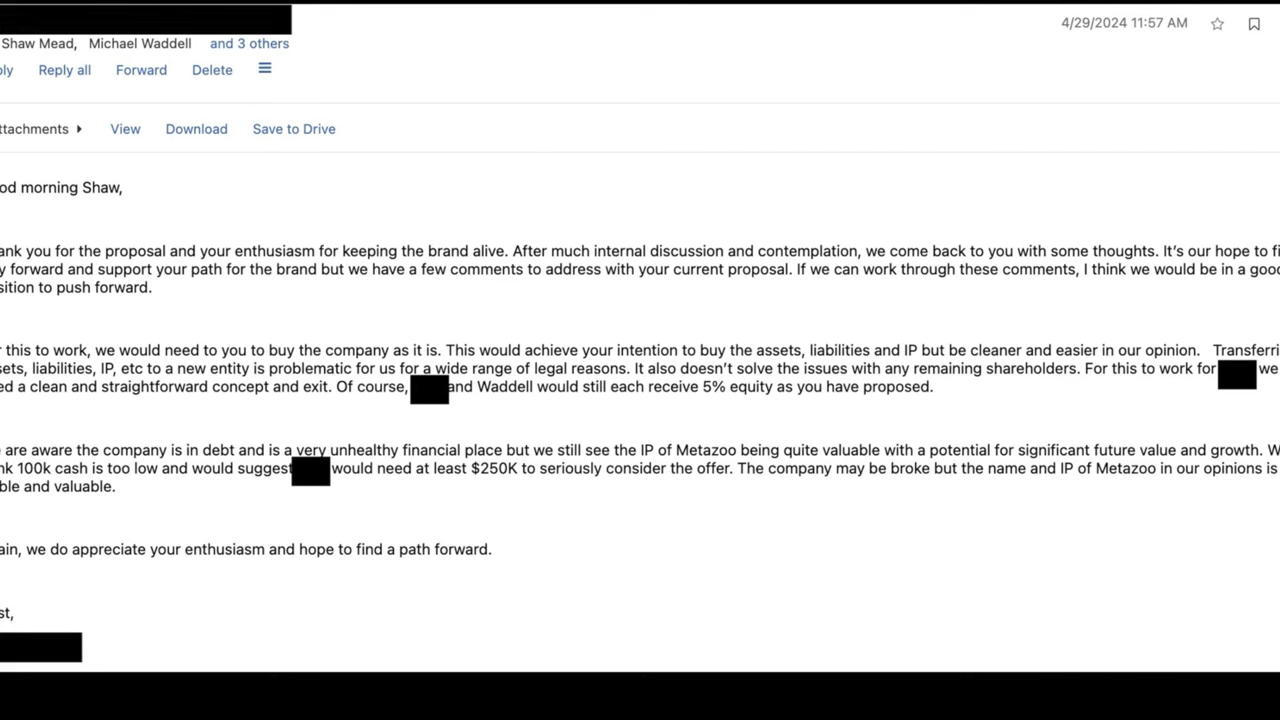 4/29/2024 11:57 AM
Shaw Mead, Michael Waddell and 3 others
ply Reply all Forward Delete
ttachments View Download Save to Drive
od morning Shaw,
ank you for the proposal and your enthusiasm for keeping the brand alive. After much internal discussion and contemplation, we come back to you with some thoughts. It’s our hope to fi
y forward and support your path for the brand but we have a few comments to address with your current proposal. If we can work through these comments, I think we would be in a good
sition to push forward.
r this to work, we would need to you to buy the company as it is. This would achieve your intention to buy the assets, liabilities and IP but be cleaner and easier in our opinion. Transferri
sets, liabilities, IP, etc to a new entity is problematic for us for a wide range of legal reasons. It also doesn’t solve the issues with any remaining shareholders. For this to work for we
ed a clean and straightforward concept and exit. Of course, and Waddell would still each receive 5% equity as you have proposed.
e are aware the company is in debt and is a very unhealthy financial place but we still see the IP of Metazoo being quite valuable with a potential for significant future value and growth. W
nk 100k cash is too low and would suggest would need at least $250K to seriously consider the offer. The company may be broke but the name and IP of Metazoo in our opinions is
ble and valuable.
ain, we do appreciate your enthusiasm and hope to find a path forward.
st,